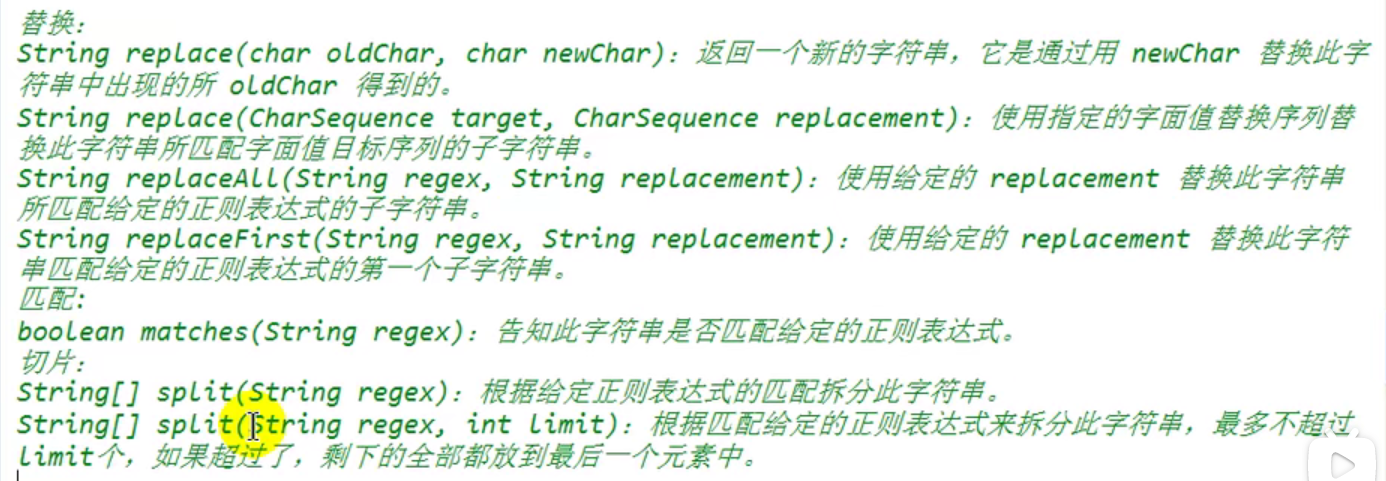 替换:
String replace(char oldChar, char newChar): 返回一个新的字符串，它是通过用 newChar 替换此字
符串中出现的所 oldChar 得到的。
String replace(CharSequence target, CharSequence replacement): 使用指定的字面值替换序列替
换此字符串所匹配字面值目标序列的子字符串。
String replaceAll(String regex, String replacement): 使用给定的 replacement 替换此字符串
所匹配给定的正则表达式的子字符串。
String replaceFirst(String regex, String replacement): 使用给定的 replacement 替换此字符
串匹配给定的正则表达式的第一个子字符串。
匹配:
boolean matches(String regex): 告知此字符串是否匹配给定的正则表达式。
切片:
String[] split(String regex): 根据给定正则表达式的匹配拆分此字符串。
String[] split(String regex, int limit): 根据匹配给定的正则表达式来拆分此字符串，最多不超过
limit个，如果超过了，剩下的全部都放到最后一个元素中。